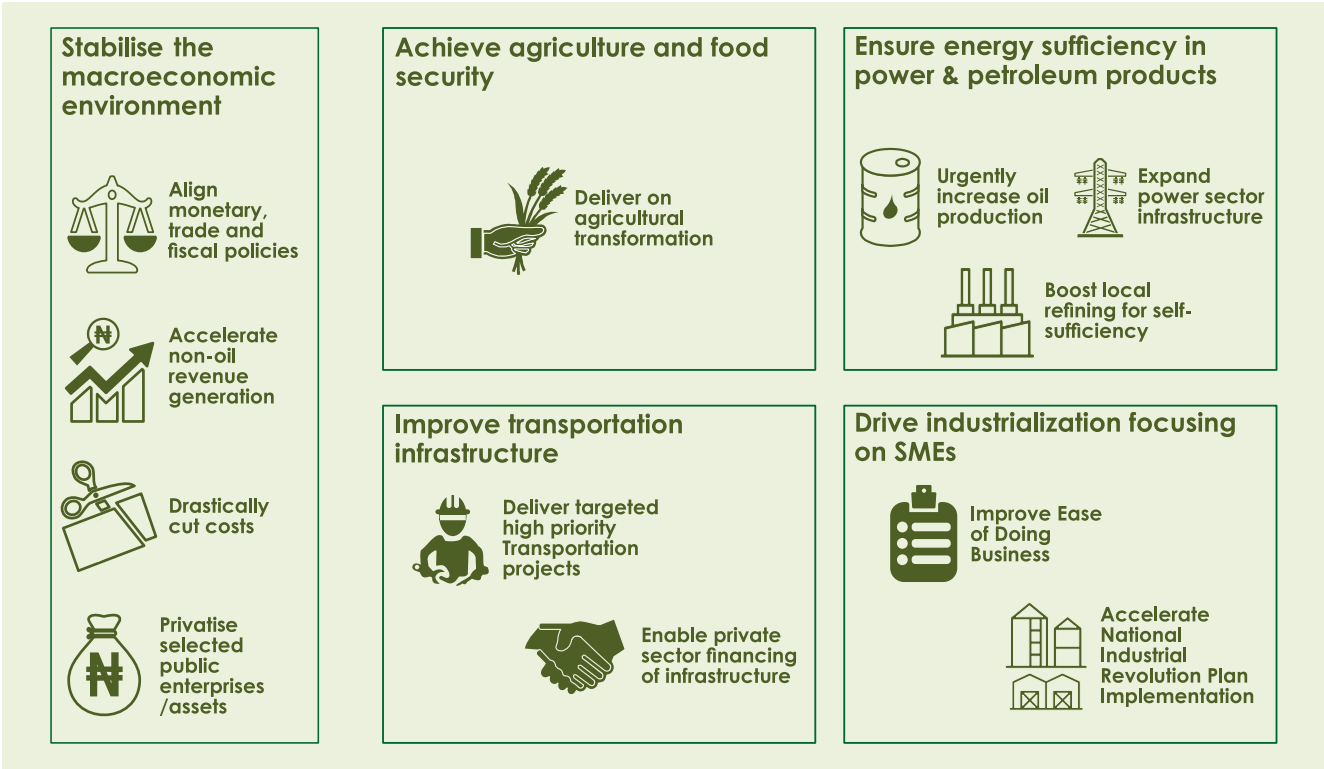 Stabilise the
macroeconomic
environment
Align
monetary,
trade and
fiscal policies
₦
Accelerate
non-oil
revenue
generation
Drastically
cut costs
₦
Privatise
selected
public
enterprises
/assets
Achieve agriculture and food
security
Deliver on
agricultural
transformation
Ensure energy sufficiency in
power & petroleum products
Urgently
increase oil
production
Expand
power sector
infrastructure
Boost local
refining for self-
sufficiency
Improve transportation
infrastructure
Deliver targeted
high priority
Transportation
projects
Enable private
sector financing
of infrastructure
Drive industrialization focusing
on SMEs
Improve Ease
of Doing
Business
Accelerate
National
Industrial
Revolution Plan
Implementation